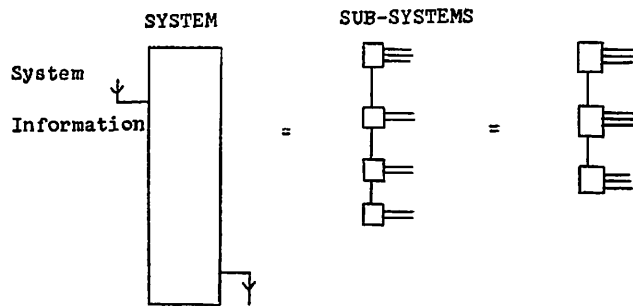 SYSTEM
SUB-SYSTEMS
System
Information
=
=